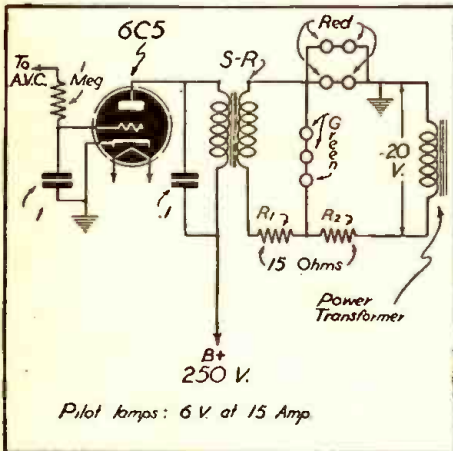 6C5
Red
To
A.V.C.
1 Meg
S-R
Green
20
V.
.1
.1
R1
R2
15 Ohms
Power
Transformer
B+
250 V.
Pilot lamps: 6 V. at 15 Amp.